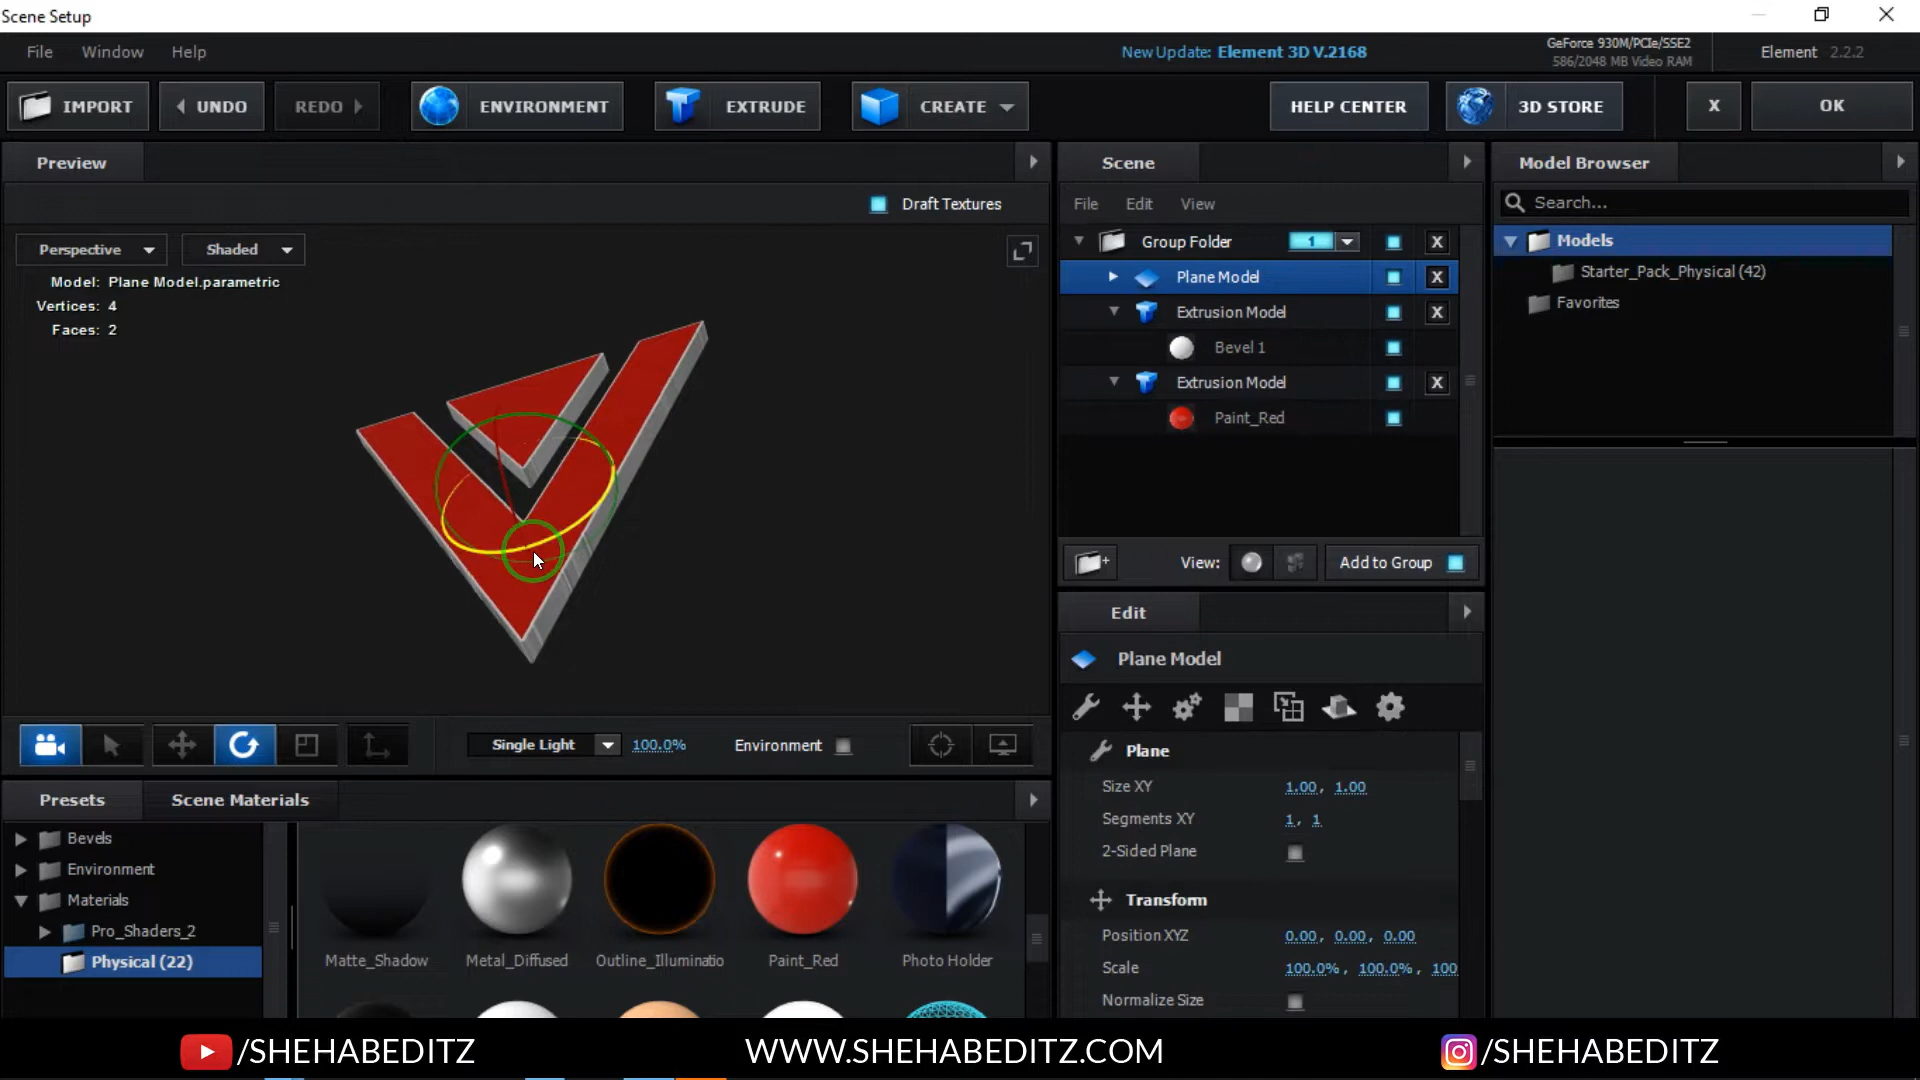 Scene Setup
File Window Help
New Update: Element 3D V.2168
GeForce 930M/PCIe/SSE2
586/2048 MB Video RAM
Element 2.2.2
IMPORT
UNDO
REDO
ENVIRONMENT
EXTRUDE
CREATE
HELP CENTER
3D STORE
X
OK
Preview
Draft Textures
Perspective
Shaded
Model: Plane Model.parametric
Vertices: 4
Faces: 2
Single Light
100.0%
Environment
Scene
File Edit View
Group Folder 1 X
Plane Model X
Extrusion Model X
Bevel 1
Extrusion Model X
Paint_Red
View:
Add to Group
Edit
Plane Model
Plane
Size XY 1.00, 1.00
Segments XY 1, 1
2-Sided Plane
Transform
Position XYZ 0.00, 0.00, 0.00
Scale 100.0%, 100.0%, 100
Normalize Size
Model Browser
Search...
Models
Starter_Pack_Physical (42)
Favorites
Presets
Scene Materials
Bevels
Environment
Materials
Pro_Shaders_2
Physical (22)
Matte_Shadow
Metal_Diffused
Outline_Illuminatio
Paint_Red
Photo Holder
/SHEHABEDITZ
WWW.SHEHABEDITZ.COM
/SHEHABEDITZ